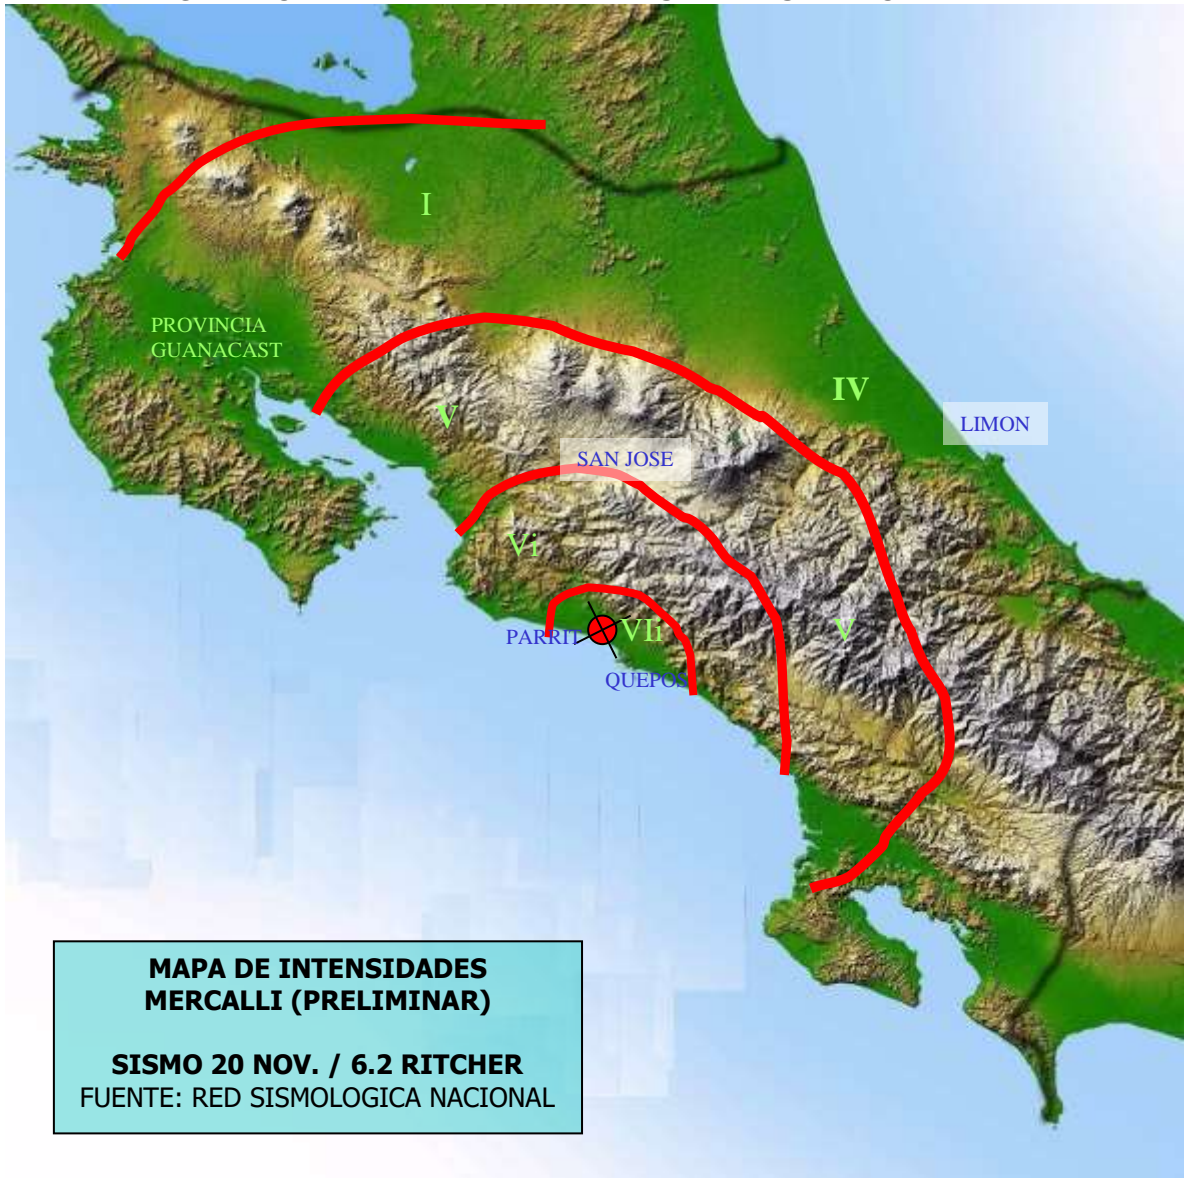 I
PROVINCIA
GUANACAST
IV
V
LIMON
SAN JOSE
Vi
PARRIT
VIi
V
QUEPOS
MAPA DE INTENSIDADES
MERCALLI (PRELIMINAR)
SISMO 20 NOV. / 6.2 RITCHER
FUENTE: RED SISMOLOGICA NACIONAL